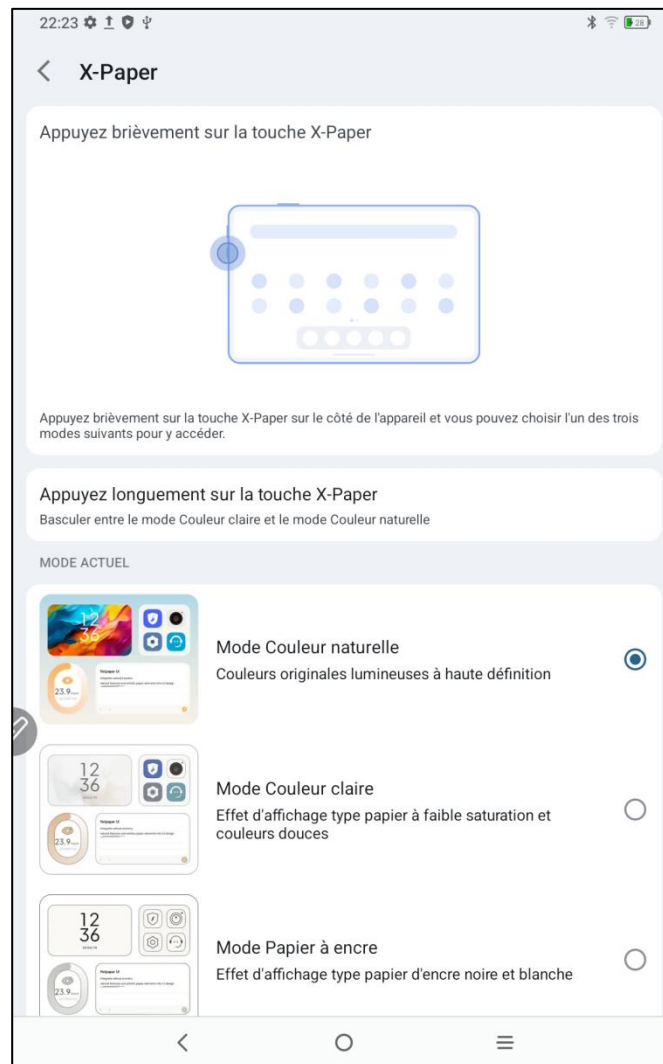 22:23
28
X-Paper
Appuyez brièvement sur la touche X-Paper
Appuyez brièvement sur la touche X-Paper sur le côté de l'appareil et vous pouvez choisir l'un des trois
modes suivants pour y accéder.
Appuyez longuement sur la touche X-Paper
Basculer entre le mode Couleur claire et le mode Couleur naturelle
MODE ACTUEL
12
36
23.9
Mode Couleur naturelle
Couleurs originales lumineuses à haute définition
12
36
23.9
Mode Couleur claire
Effet d'affichage type papier à faible saturation et
couleurs douces
12
36
23.9
Mode Papier à encre
Effet d'affichage type papier d'encre noire et blanche